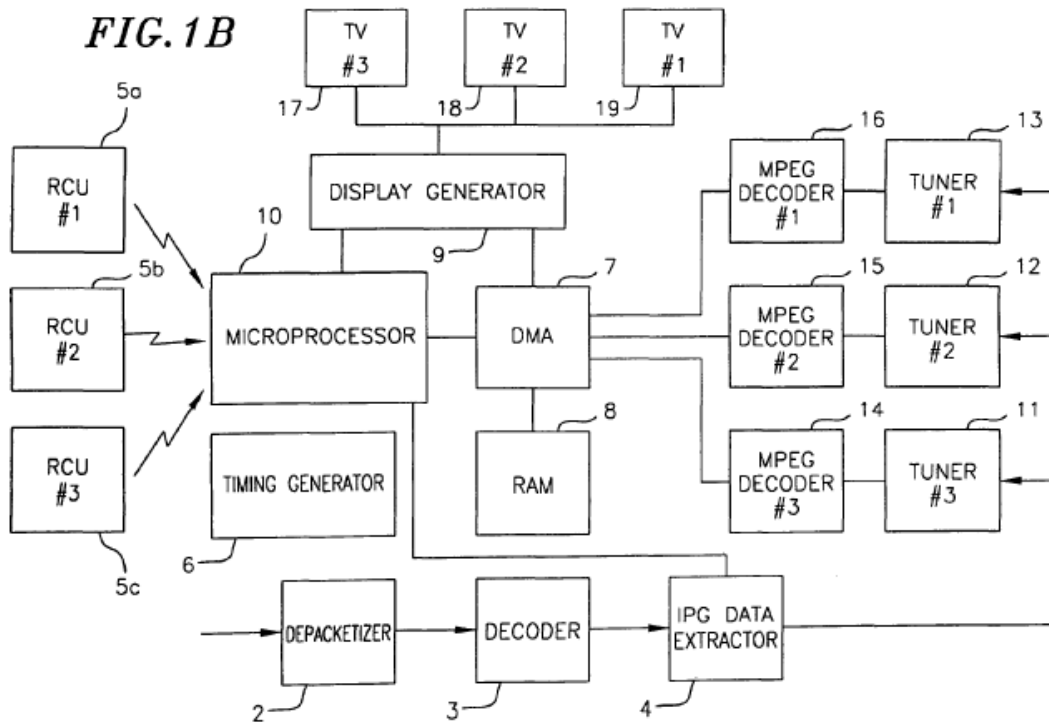 FIG. 1B
TV
#3
TV
#2
TV
#1
17
18
19
5a
RCU
#1
5b
RCU
#2
RCU
#3
5c
DISPLAY GENERATOR
9
10
MICROPROCESSOR
7
DMA
8
RAM
TIMING GENERATOR
6
16
MPEG
DECODER
#1
13
TUNER
#1
15
MPEG
DECODER
#2
12
TUNER
#2
14
MPEG
DECODER
#3
11
TUNER
#3
DEPACKETIZER
2
DECODER
3
IPG DATA
EXTRACTOR
4